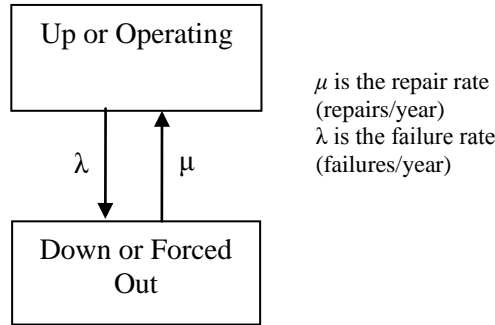 Up or Operating
μ is the repair rate
(repairs/year)
λ is the failure rate
(failures/year)
λ
μ
Down or Forced
Out